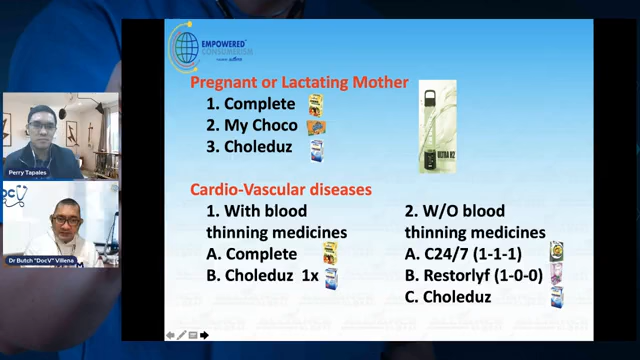 EMPOWERED
CONSUMERISM
Pregnant or Lactating Mother
1. Complete
2. My Choco
3. Choleduz
ULTRA H2
Cardio-Vascular diseases
1. With blood
thinning medicines
A. Complete
B. Choleduz 1x
2. W/O blood
thinning medicines
A. C24/7 (1-1-1)
B. Restorlyf (1-0-0)
C. Choleduz
Perry Tapales
Dr Butch "DocV" Villena